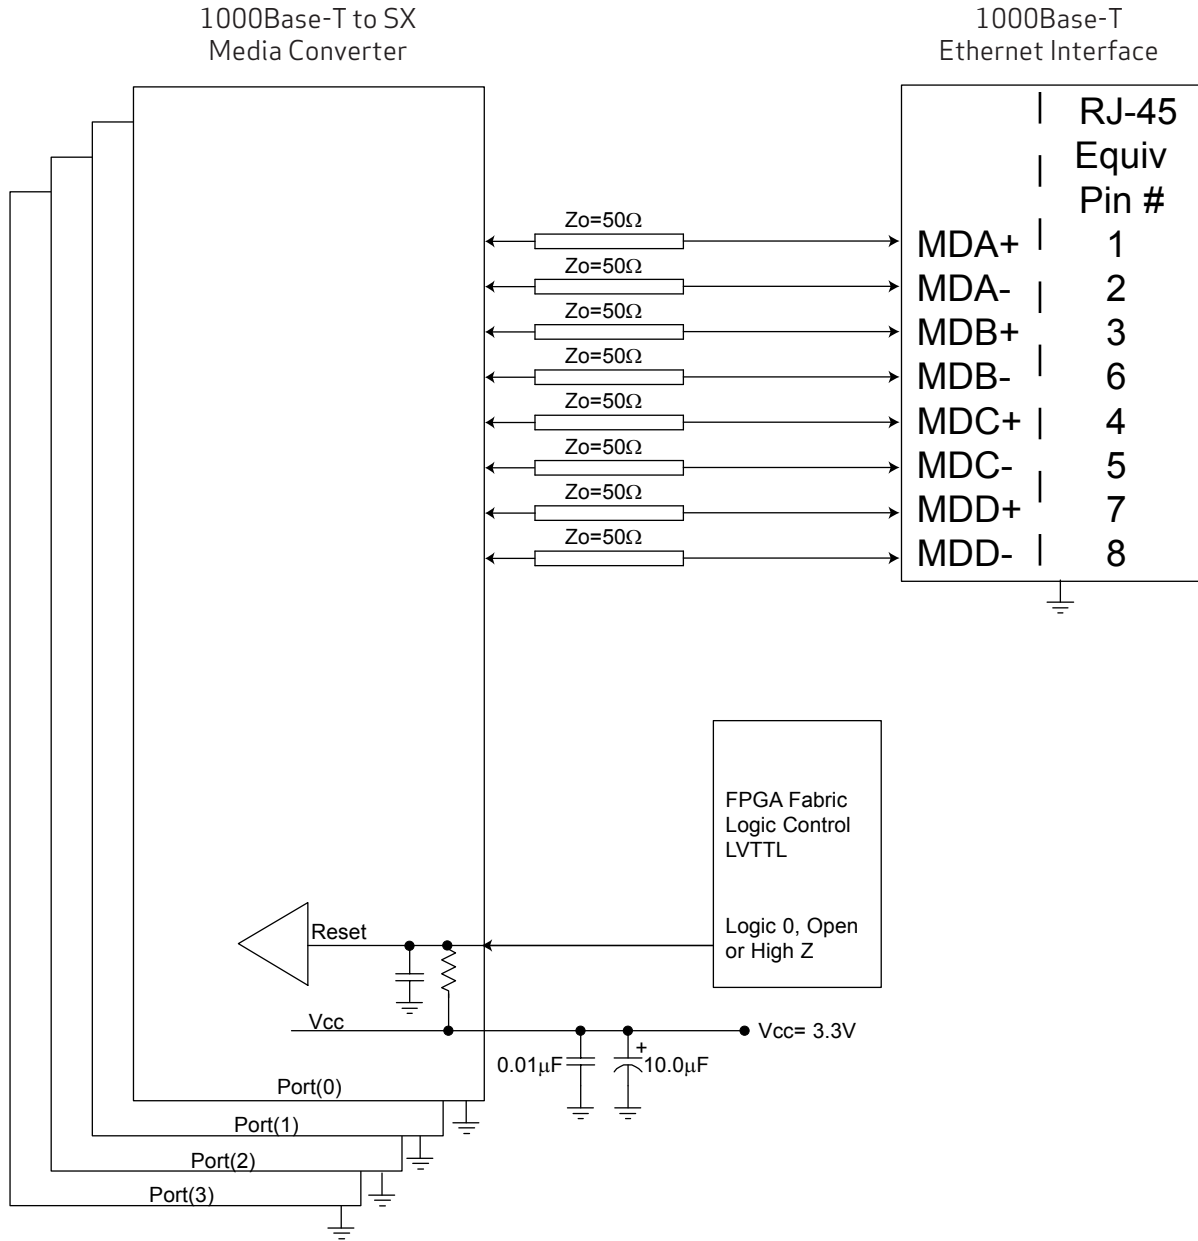 1000Base-T to SX
Media Converter
1000Base-T
Ethernet Interface
RJ-45
Equiv
Pin #
Zo=50Ω
MDA+ 1
Zo=50Ω
MDA- 2
Zo=50Ω
MDB+ 3
Zo=50Ω
MDB- 6
Zo=50Ω
MDC+ 4
Zo=50Ω
MDC- 5
Zo=50Ω
MDD+ 7
Zo=50Ω
MDD- 8
FPGA Fabric
Logic Control
LVTTL
Logic 0, Open
or High Z
Reset
Vcc
Vcc= 3.3V
0.01μF
+
10.0μF
Port(0)
Port(1)
Port(2)
Port(3)